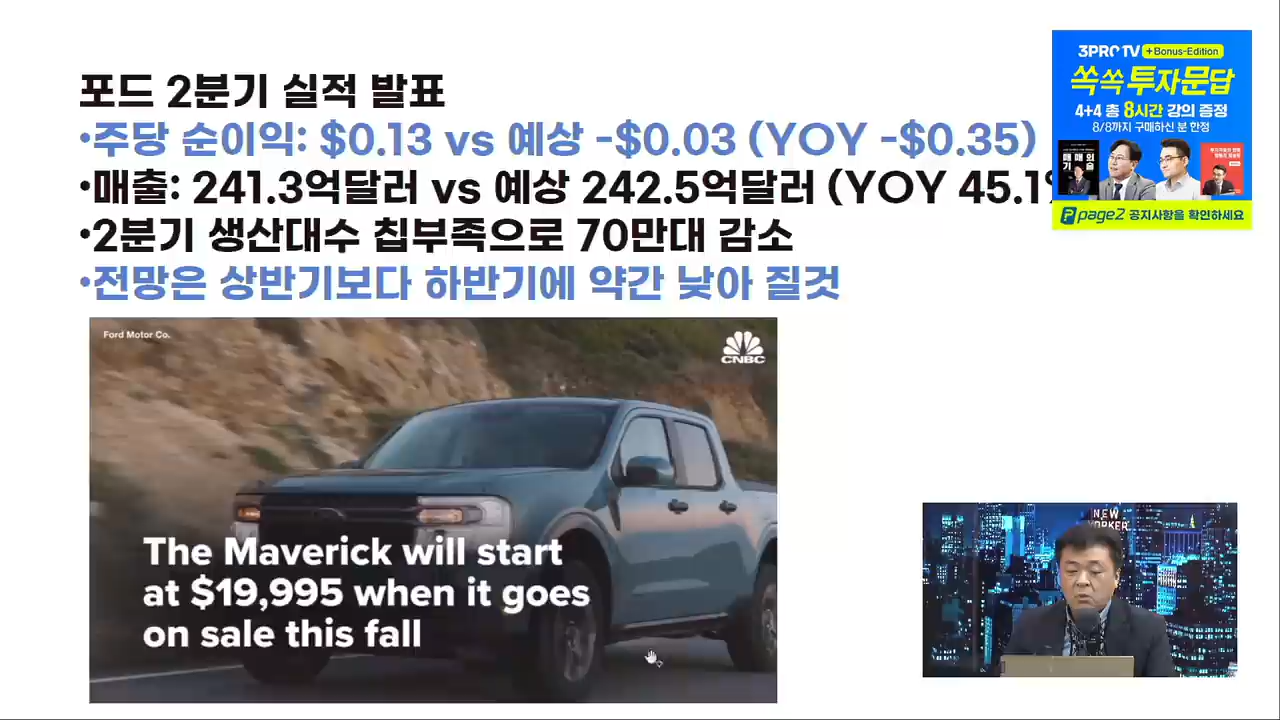 포드 2분기 실적 발표
•주당 순이익: $0.13 vs 예상 -$0.03 (YOY -$0.35)
•매출: 241.3억달러 vs 예상 242.5억달러 (YOY 45.1%
•2분기 생산대수 칩부족으로 70만대 감소
•전망은 상반기보다 하반기에 약간 낮아 질것
3PRO TV +Bonus-Edition
쏙쏙 투자문답
4+4 총 8시간 강의 증정
8/8까지 구매하신 분 한정
매매의
기술
page2 공지사항을 확인하세요
Ford Motor Co.
CNBC
The Maverick will start
at $19,995 when it goes
on sale this fall
NEW
YORKER